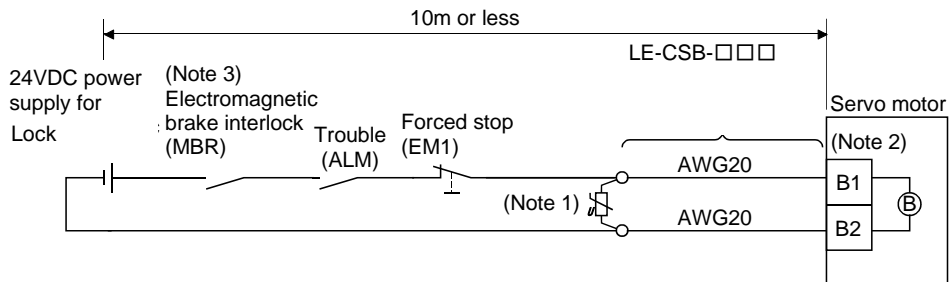 10m or less
LE-CSB-□□□
24VDC power
supply for
Lock
(Note 3)
Electromagnetic
brake interlock
(MBR)
Trouble
(ALM)
Forced stop
(EM1)
Servo motor
(Note 2)
AWG20
B1
B
(Note 1)
AWG20
B2